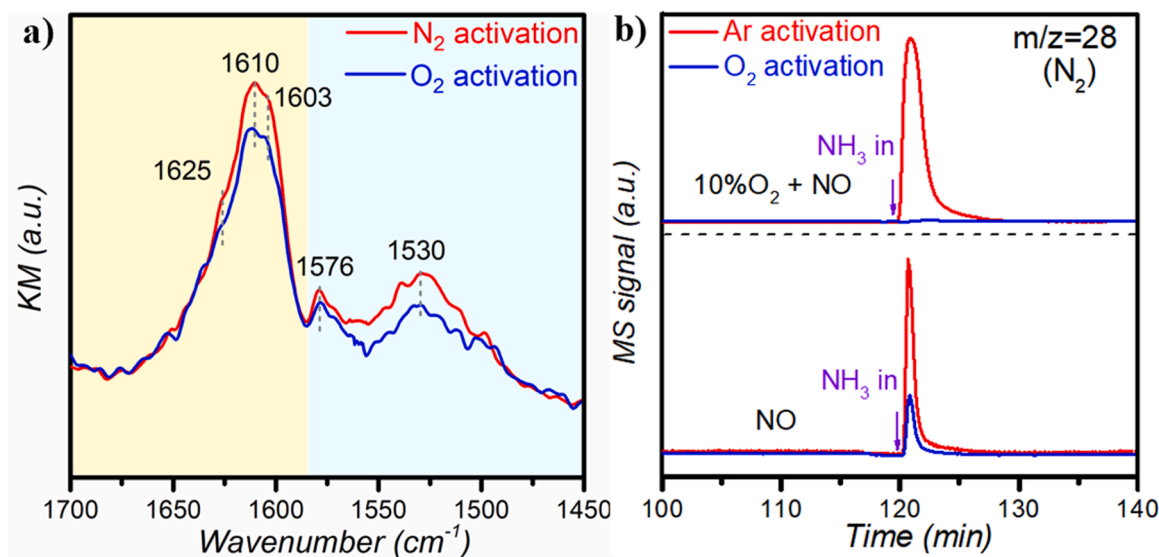 a)
N₂ activation
O₂ activation
1610
1603
1625
1576
1530
KM (a.u.)
1700 1650 1600 1550 1500 1450
Wavenumber (cm⁻¹)
b)
Ar activation
O₂ activation
m/z=28
(N₂)
NH₃ in
10%O₂ + NO
NH₃ in
NO
MS signal (a.u.)
100 110 120 130 140
Time (min)